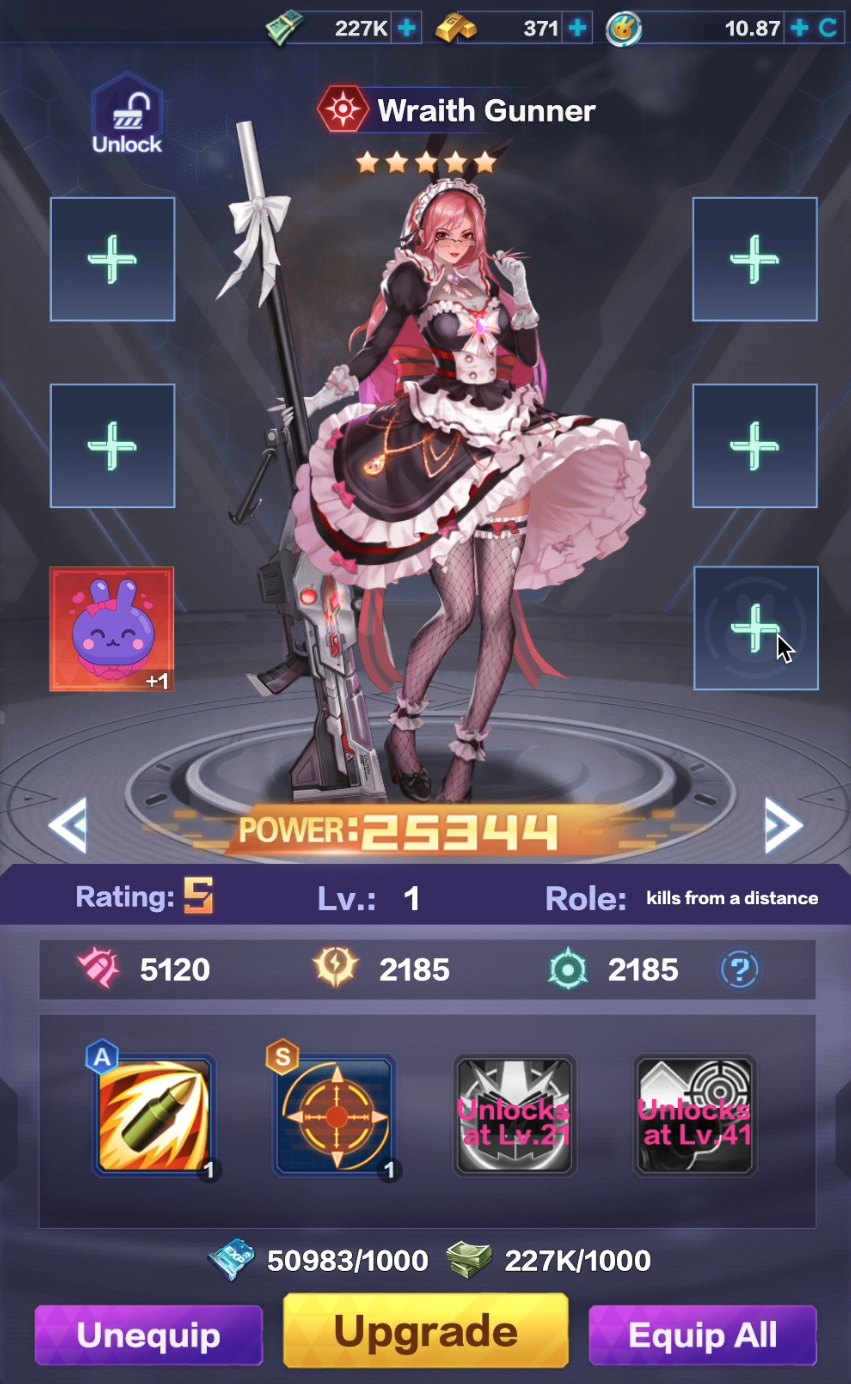 227K
371
10.87
Unlock
Wraith Gunner
+1
POWER:25344
Rating: S
Lv.: 1
Role: kills from a distance
5120
2185
2185
?
A
S
1
1
Unlocks
at Lv.21
Unlocks
at Lv.41
EXP
50983/1000
227K/1000
Unequip
Upgrade
Equip All